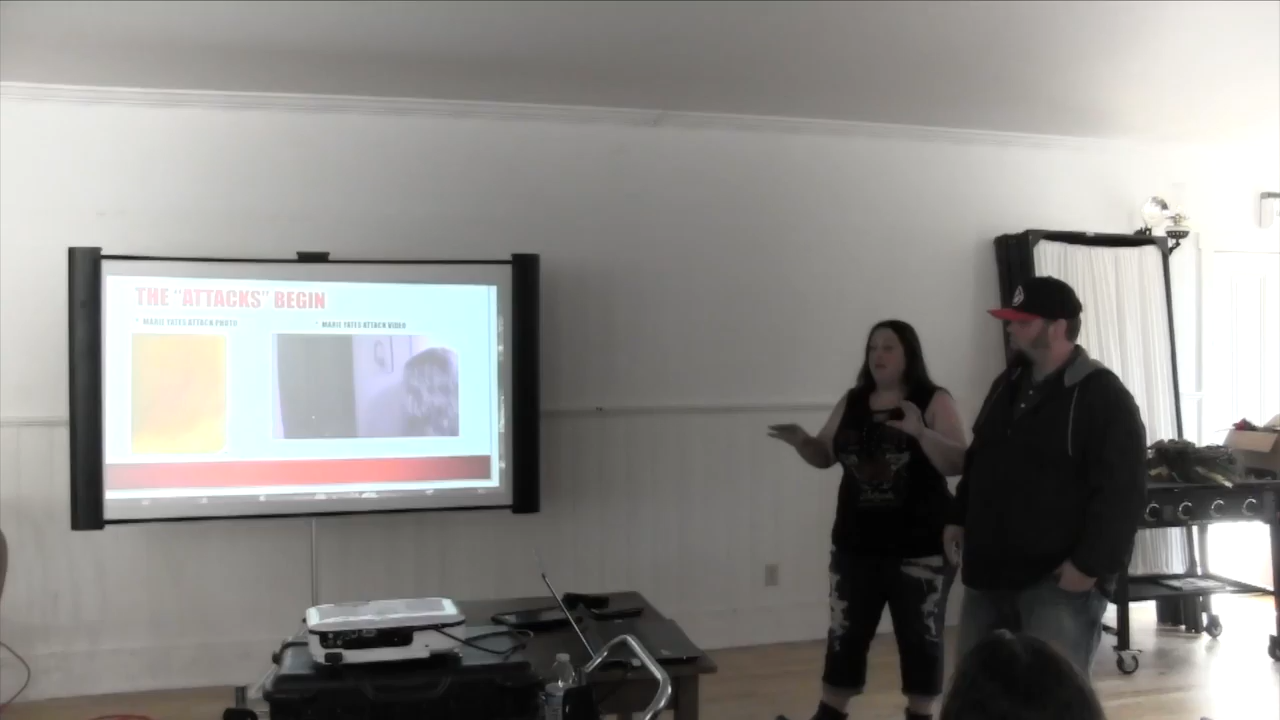 THE "ATTACKS" BEGIN
* MARIE YATES ATTACK PHOTO
* MARIE YATES ATTACK VIDEO